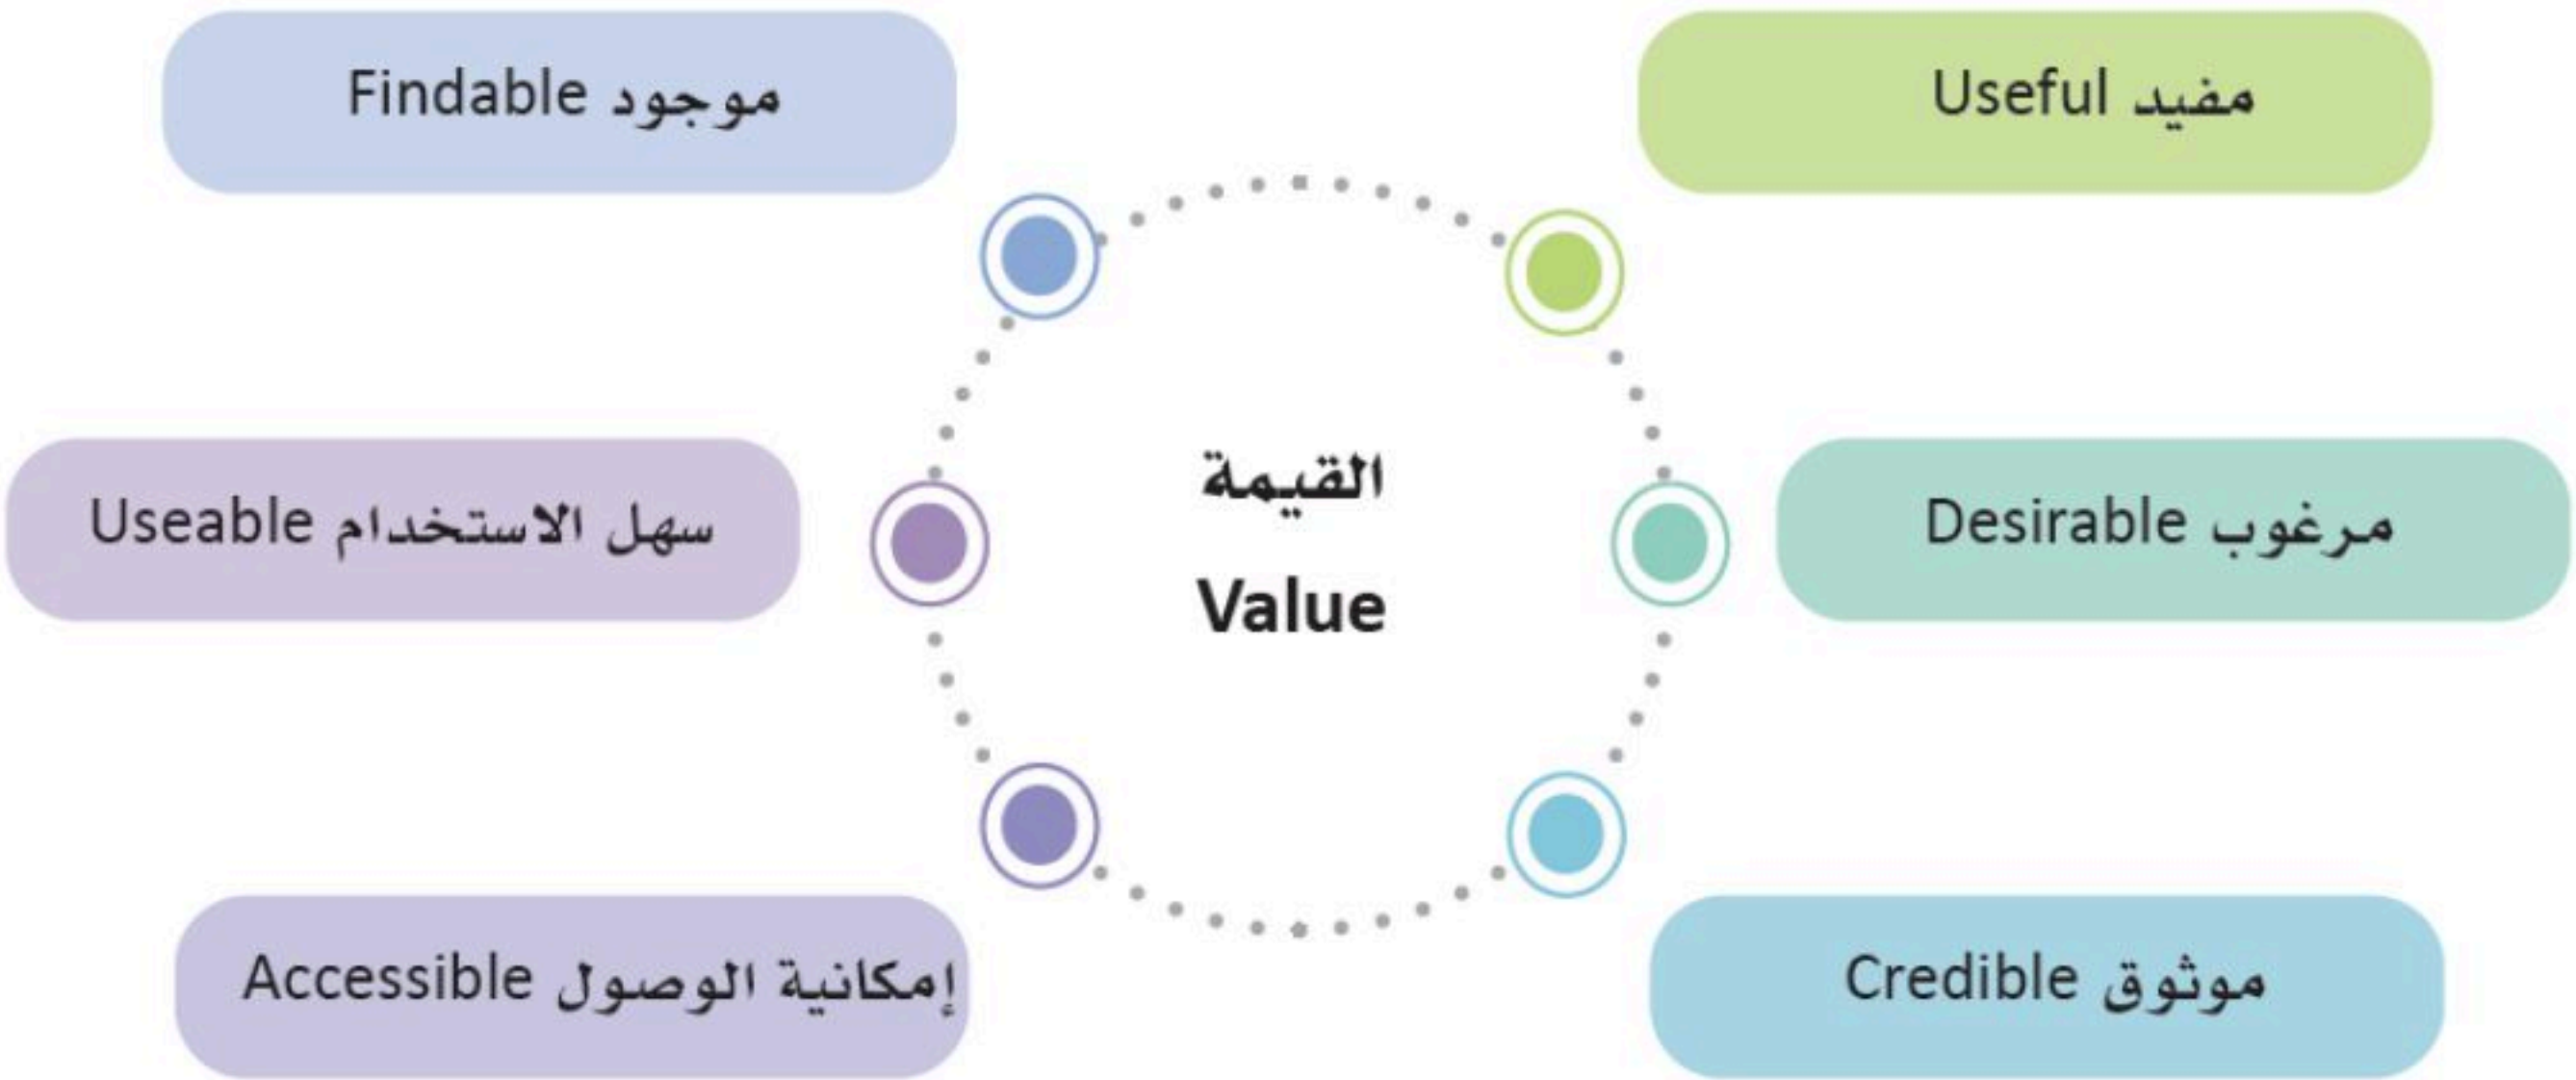 مفيد Useful
موجود Findable
القيمة
Value
مرغوب Desirable
سهل الاستخدام Useable
موثوق Credible
إمكانية الوصول Accessible